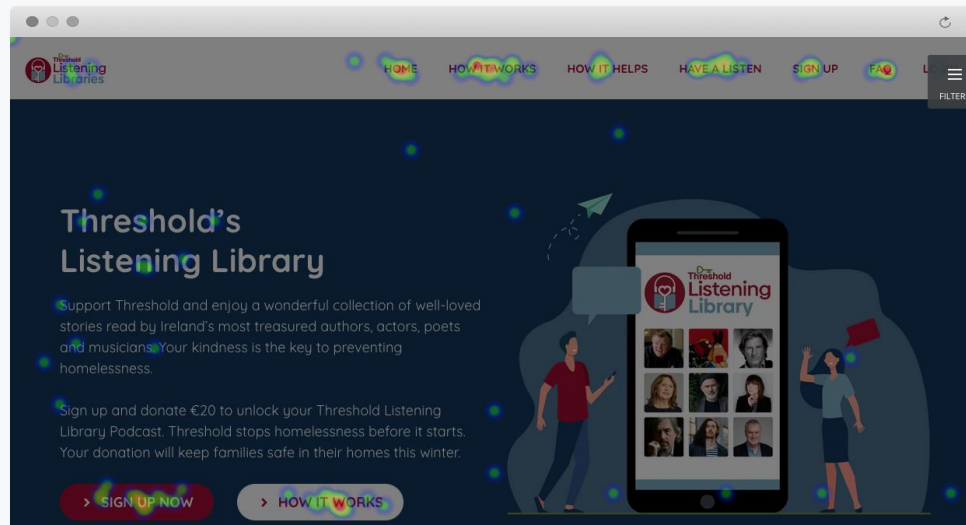 Threshold
Listening
Libraries
HOME
HOW IT WORKS
HOW IT HELPS
HAVE A LISTEN
SIGN UP
FAQ
FILTER
Threshold's
Listening Library
Support Threshold and enjoy a wonderful collection of well-loved
stories read by Ireland's most treasured authors, actors, poets
and musicians. Your kindness is the key to preventing
homelessness.
Sign up and donate €20 to unlock your Threshold Listening
Library Podcast. Threshold stops homelessness before it starts.
Your donation will keep families safe in their homes this winter.
> SIGN UP NOW
> HOW IT WORKS
Threshold
Listening
Library